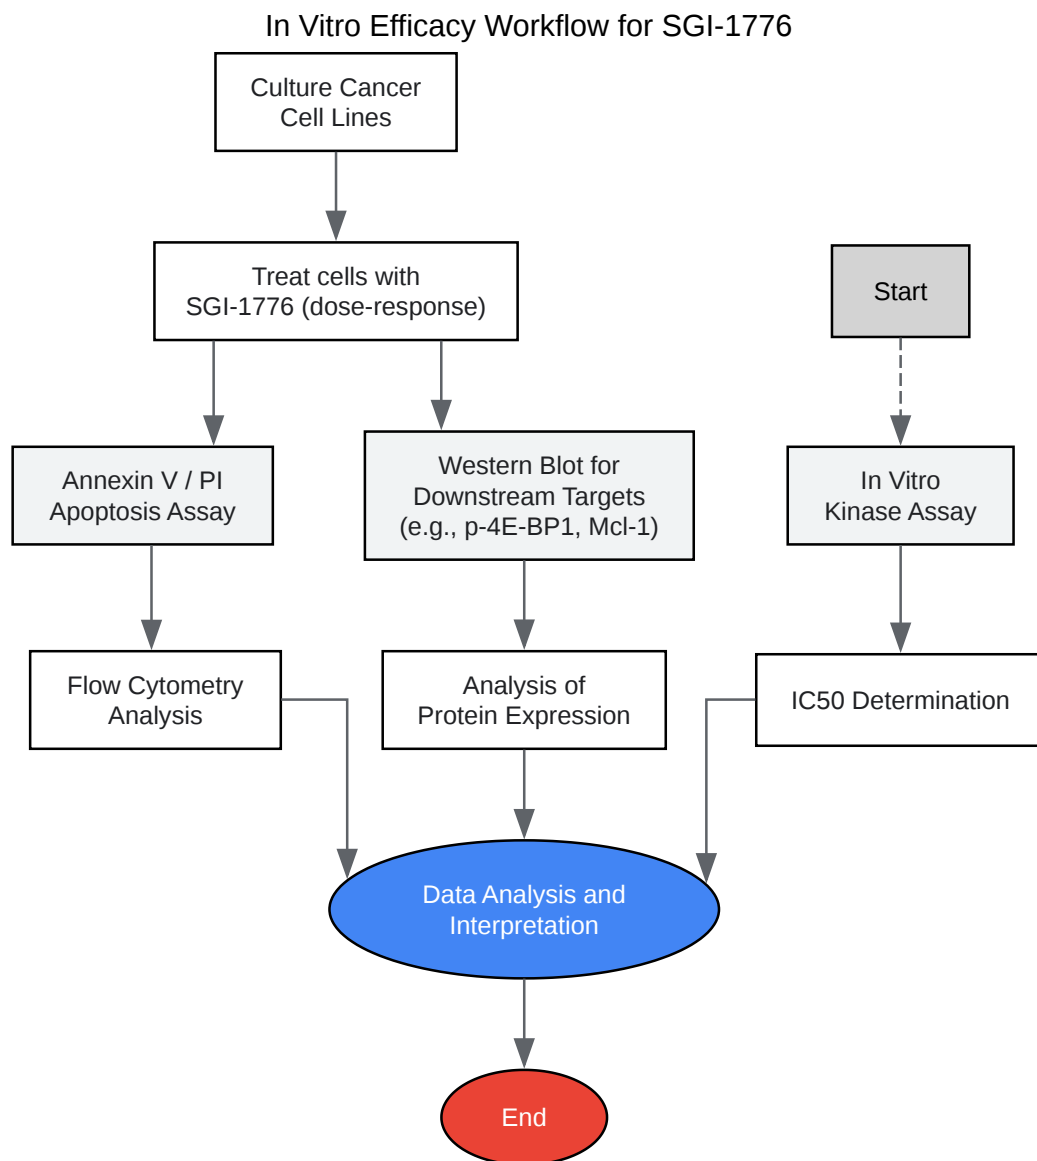 In Vitro Efficacy Workflow for SGI-1776
Culture Cancer
Cell Lines
Treat cells with
SGI-1776 (dose-response)
Start
Annexin V / PI
Apoptosis Assay
Western Blot for
Downstream Targets
(e.g., p-4E-BP1, Mcl-1)
In Vitro
Kinase Assay
Flow Cytometry
Analysis
Analysis of
Protein Expression
IC50 Determination
Data Analysis and
Interpretation
End